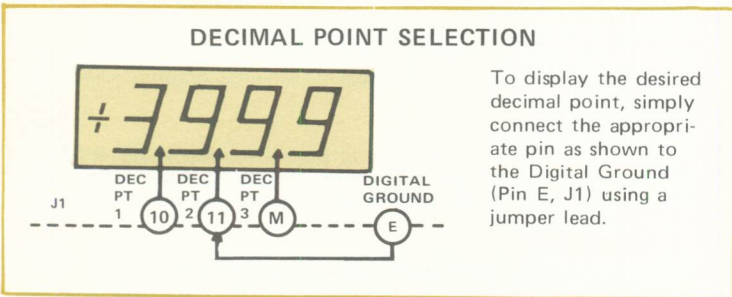 DECIMAL POINT SELECTION
÷3999
DEC DEC DEC DIGITAL
PT PT PT GROUND
J1 1 2 3
10 11 M E
To display the desired
decimal point, simply
connect the appropri-
ate pin as shown to
the Digital Ground
(Pin E, J1) using a
jumper lead.